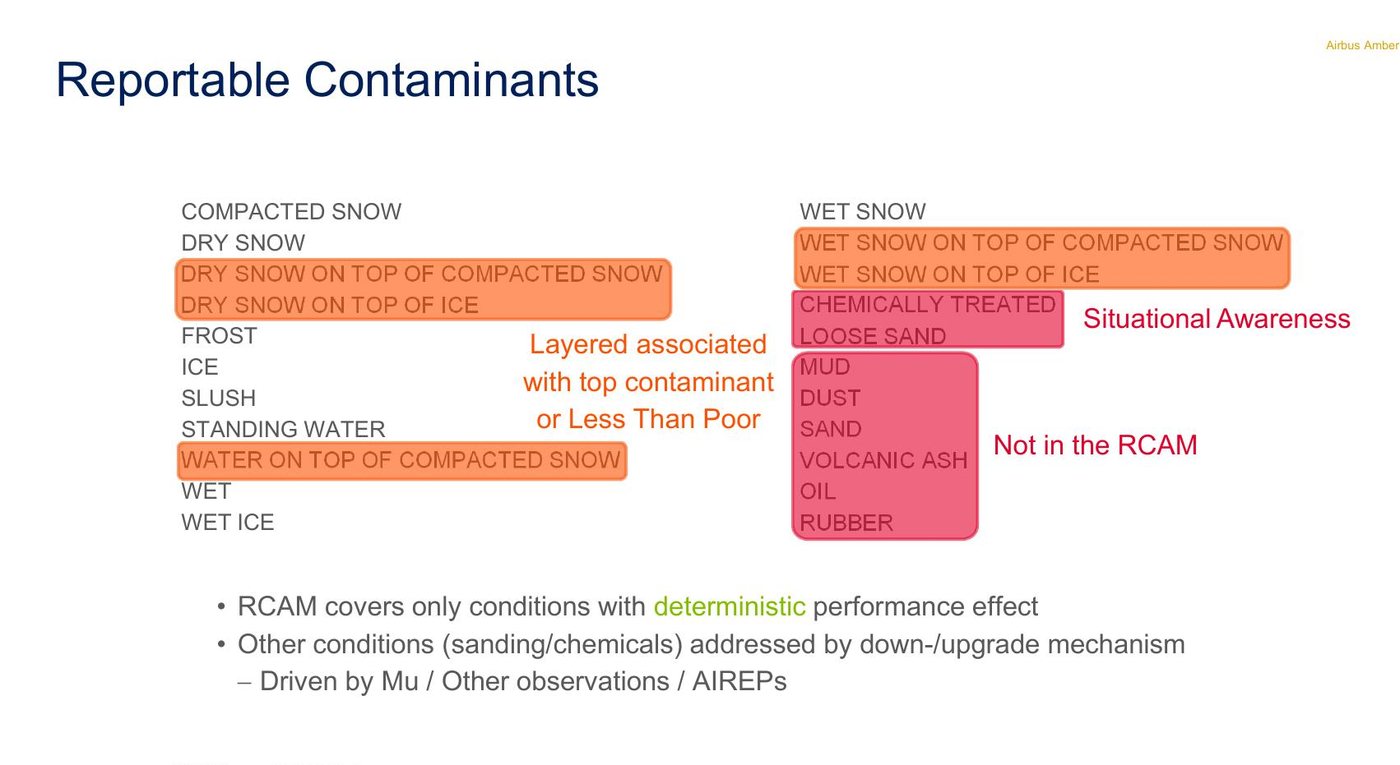 Airbus Amber
Reportable Contaminants
COMPACTED SNOW
DRY SNOW
DRY SNOW ON TOP OF COMPACTED SNOW
DRY SNOW ON TOP OF ICE
FROST
ICE
SLUSH
STANDING WATER
WATER ON TOP OF COMPACTED SNOW
WET
WET ICE
Layered associated
with top contaminant
or Less Than Poor
WET SNOW
WET SNOW ON TOP OF COMPACTED SNOW
WET SNOW ON TOP OF ICE
CHEMICALLY TREATED
LOOSE SAND
MUD
DUST
SAND
VOLCANIC ASH
OIL
RUBBER
Situational Awareness
Not in the RCAM
• RCAM covers only conditions with deterministic performance effect
• Other conditions (sanding/chemicals) addressed by down-/upgrade mechanism
– Driven by Mu / Other observations / AIREPs